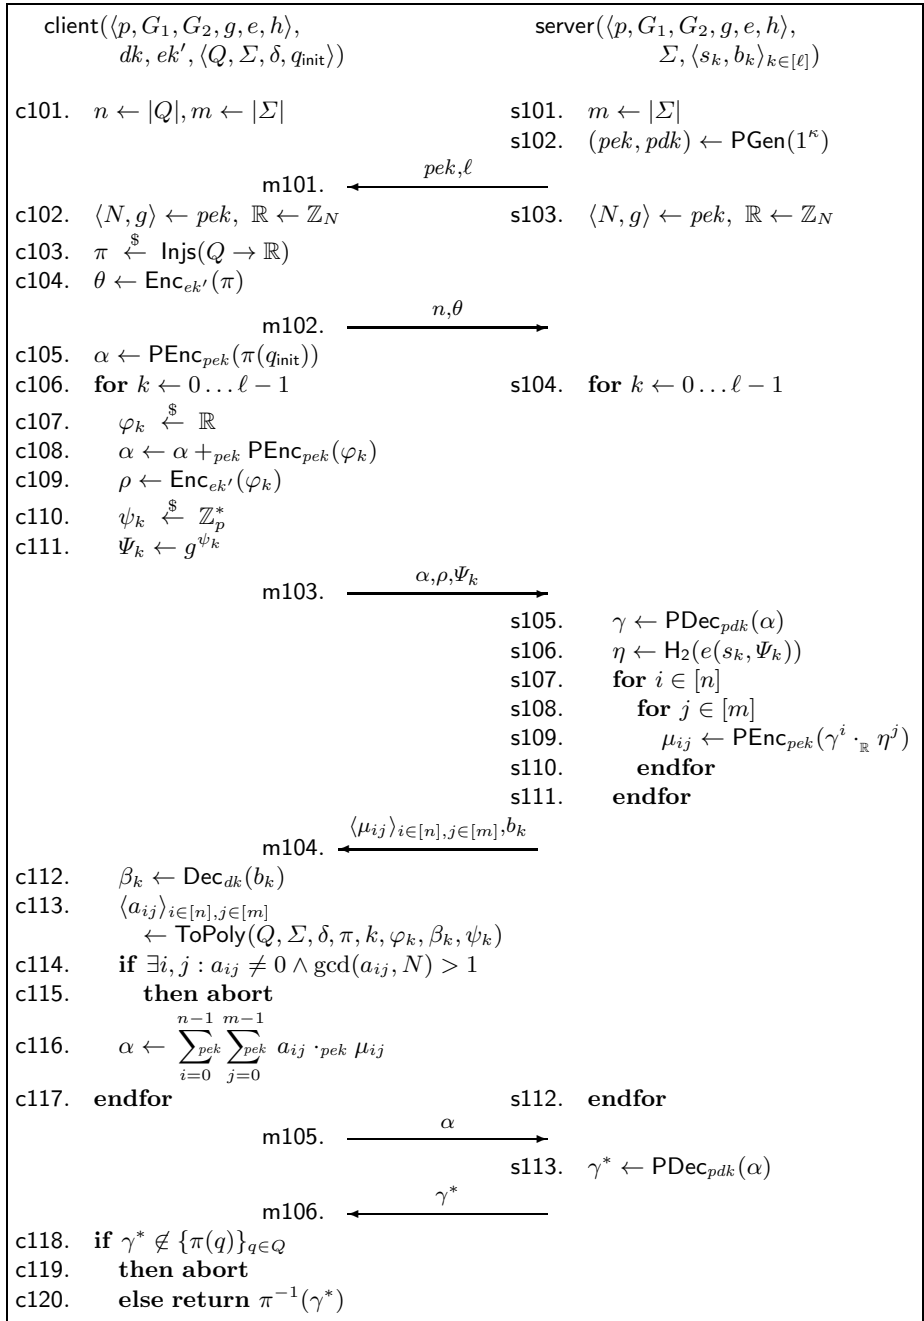 client(⟨p, G₁, G₂, g, e, h⟩, server(⟨p, G₁, G₂, g, e, h⟩,
dk, ek′, ⟨Q, Σ, δ, q_init⟩) Σ, ⟨s_k, b_k⟩_{k∈[ℓ]})
c101. n ← |Q|, m ← |Σ| s101. m ← |Σ|
s102. (pek, pdk) ← PGen(1^κ)
m101. pek,ℓ
c102. ⟨N, g⟩ ← pek, ℝ ← ℤ_N s103. ⟨N, g⟩ ← pek, ℝ ← ℤ_N
c103. π ←$ Injs(Q → ℝ)
c104. θ ← Enc_{ek′}(π)
m102. n,θ
c105. α ← PEnc_{pek}(π(q_init))
c106. for k ← 0 … ℓ − 1 s104. for k ← 0 … ℓ − 1
c107. φ_k ←$ ℝ
c108. α ← α +_{pek} PEnc_{pek}(φ_k)
c109. ρ ← Enc_{ek′}(φ_k)
c110. ψ_k ←$ ℤ*_p
c111. Ψ_k ← g^{ψ_k}
m103. α,ρ,Ψ_k
s105. γ ← PDec_{pdk}(α)
s106. η ← H₂(e(s_k, Ψ_k))
s107. for i ∈ [n]
s108. for j ∈ [m]
s109. μ_{ij} ← PEnc_{pek}(γ^i ·_ℝ η^j)
s110. endfor
s111. endfor
m104. ⟨μ_{ij}⟩_{i∈[n],j∈[m]},b_k
c112. β_k ← Dec_{dk}(b_k)
c113. ⟨a_{ij}⟩_{i∈[n],j∈[m]}
← ToPoly(Q, Σ, δ, π, k, φ_k, β_k, ψ_k)
c114. if ∃i, j : a_{ij} ≠ 0 ∧ gcd(a_{ij}, N) > 1
c115. then abort
c116. α ← ∑_{pek, i=0}^{n−1} ∑_{pek, j=0}^{m−1} a_{ij} ·_{pek} μ_{ij}
c117. endfor s112. endfor
m105. α
s113. γ* ← PDec_{pdk}(α)
m106. γ*
c118. if γ* ∉ {π(q)}_{q∈Q}
c119. then abort
c120. else return π^{−1}(γ*)